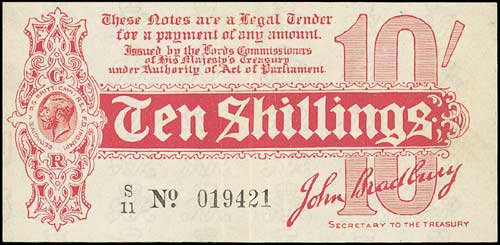 These Notes are a Legal Tender
for a payment of any amount.
Issued by the Lords Commissioners
of His Majesty's Treasury
under Authority of Act of Parliament.
10/
G
R
Ten Shillings
10
S/11 No 019421
John Bradbury
SECRETARY TO THE TREASURY